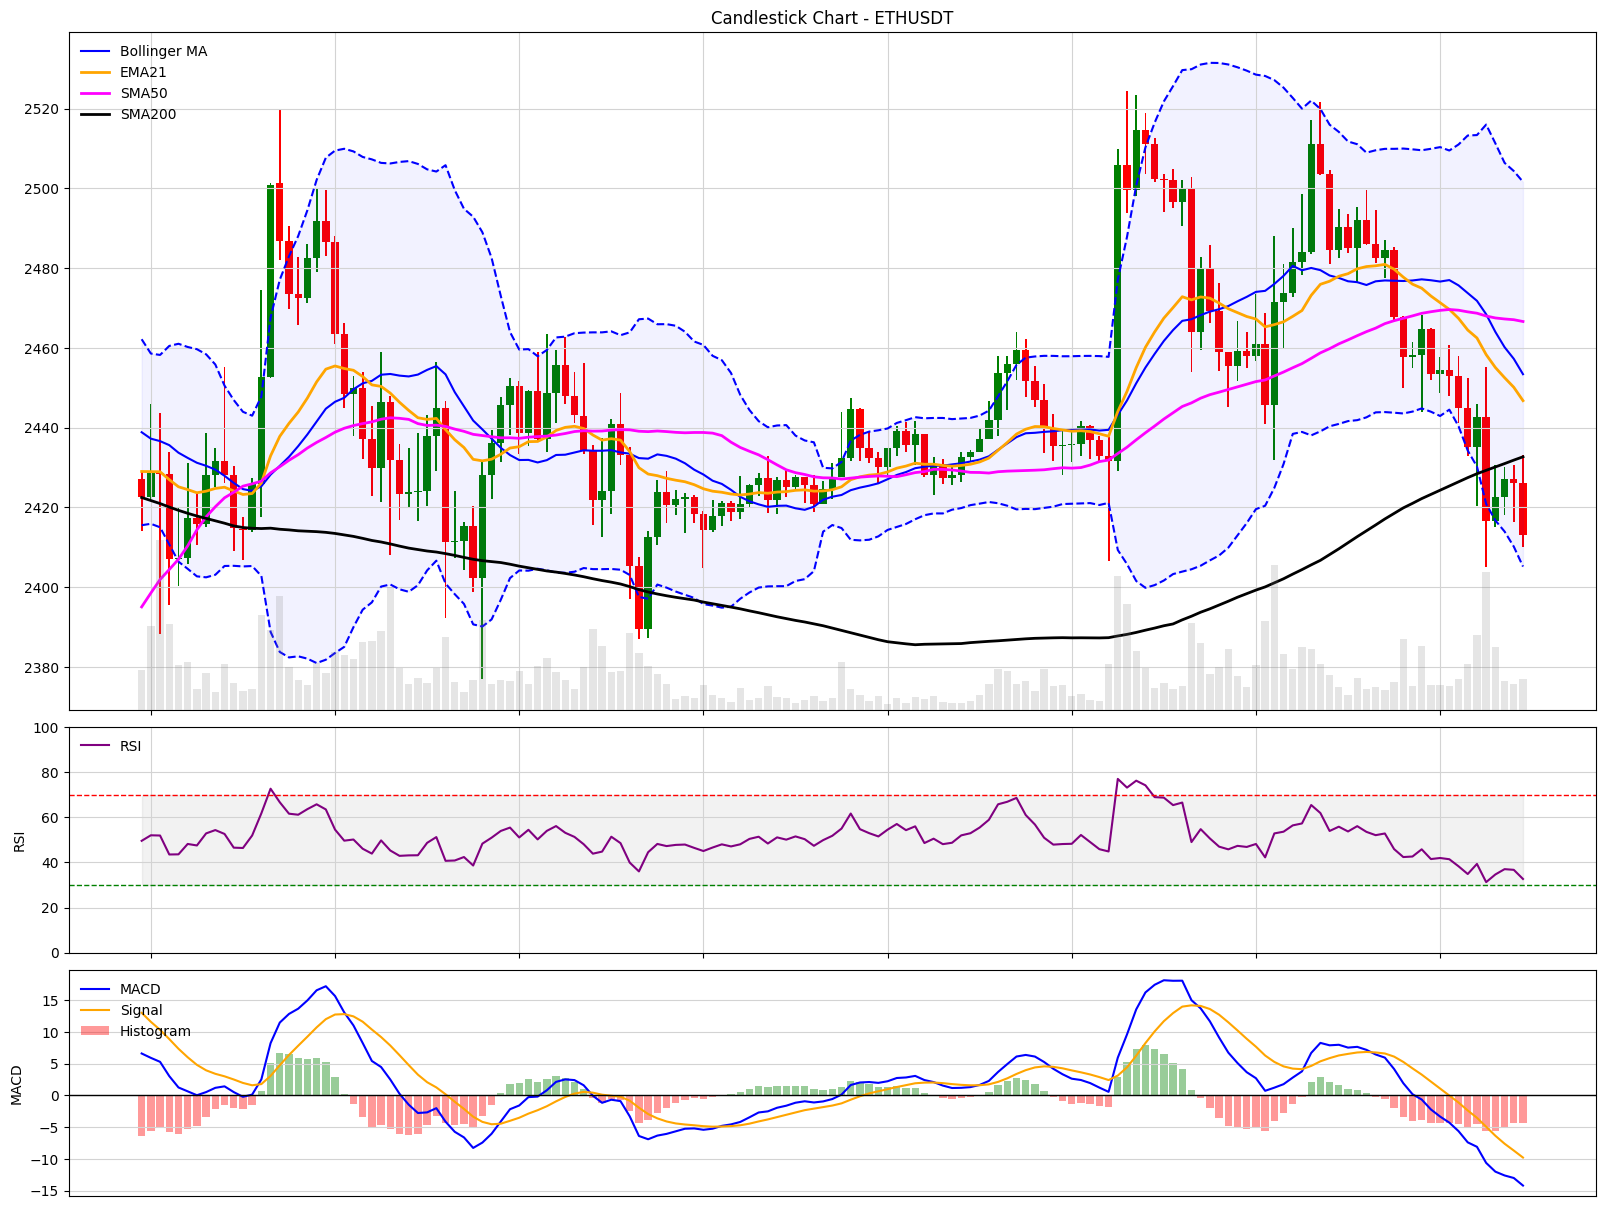 Candlestick Chart - ETHUSDT
Bollinger MA
EMA21
SMA50
SMA200
2520
2500
2480
2460
2440
2420
2400
2380
100
80
60
40
20
0
RSI
RSI
15
10
5
0
−5
−10
−15
MACD
MACD
Signal
Histogram